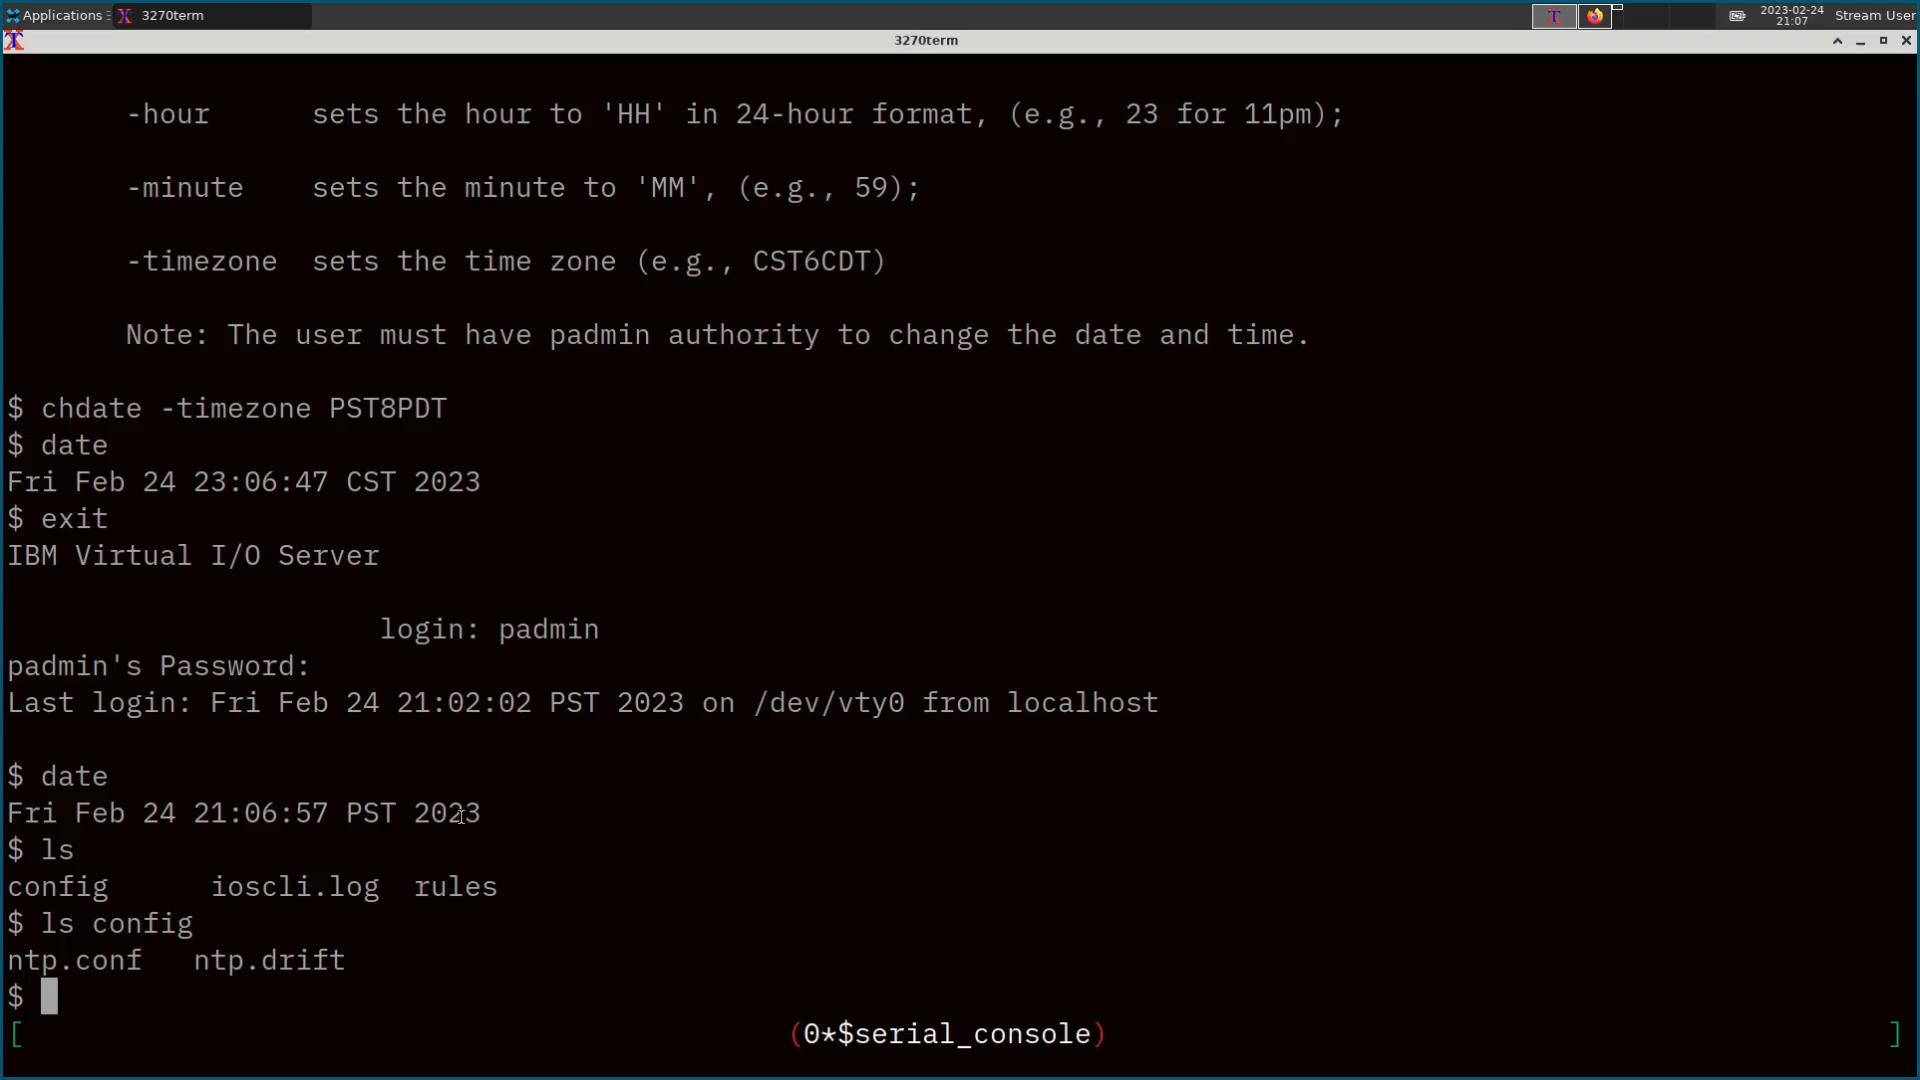 Applications 3270term 2023-02-24 21:07 Stream User
3270term
-hour sets the hour to 'HH' in 24-hour format, (e.g., 23 for 11pm);
-minute sets the minute to 'MM', (e.g., 59);
-timezone sets the time zone (e.g., CST6CDT)
Note: The user must have padmin authority to change the date and time.
$ chdate -timezone PST8PDT
$ date
Fri Feb 24 23:06:47 CST 2023
$ exit
IBM Virtual I/O Server
login: padmin
padmin's Password:
Last login: Fri Feb 24 21:02:02 PST 2023 on /dev/vty0 from localhost
$ date
Fri Feb 24 21:06:57 PST 2023
$ ls
config ioscli.log rules
$ ls config
ntp.conf ntp.drift
$
[ (0*$serial_console) ]